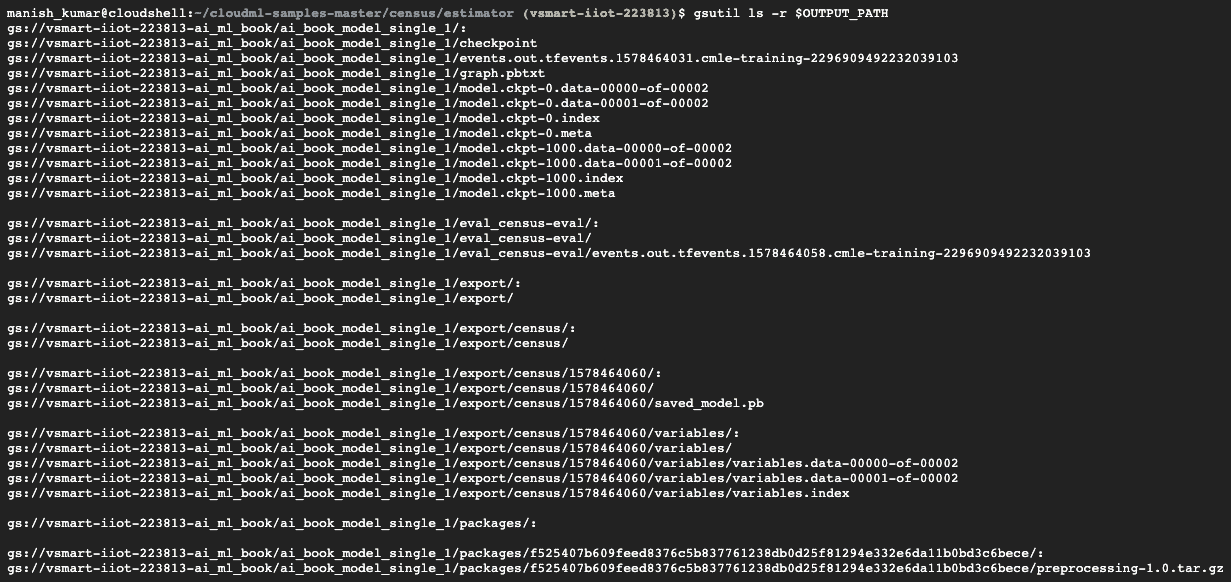 manish_kumar@cloudshell:~/cloudml-samples-master/census/estimator (vsmart-iiot-223813)$ gsutil ls -r $OUTPUT_PATH
gs://vsmart-iiot-223813-ai_ml_book/ai_book_model_single_1/:
gs://vsmart-iiot-223813-ai_ml_book/ai_book_model_single_1/checkpoint
gs://vsmart-iiot-223813-ai_ml_book/ai_book_model_single_1/events.out.tfevents.1578464031.cmle-training-2296909492232039103
gs://vsmart-iiot-223813-ai_ml_book/ai_book_model_single_1/graph.pbtxt
gs://vsmart-iiot-223813-ai_ml_book/ai_book_model_single_1/model.ckpt-0.data-00000-of-00002
gs://vsmart-iiot-223813-ai_ml_book/ai_book_model_single_1/model.ckpt-0.data-00001-of-00002
gs://vsmart-iiot-223813-ai_ml_book/ai_book_model_single_1/model.ckpt-0.index
gs://vsmart-iiot-223813-ai_ml_book/ai_book_model_single_1/model.ckpt-0.meta
gs://vsmart-iiot-223813-ai_ml_book/ai_book_model_single_1/model.ckpt-1000.data-00000-of-00002
gs://vsmart-iiot-223813-ai_ml_book/ai_book_model_single_1/model.ckpt-1000.data-00001-of-00002
gs://vsmart-iiot-223813-ai_ml_book/ai_book_model_single_1/model.ckpt-1000.index
gs://vsmart-iiot-223813-ai_ml_book/ai_book_model_single_1/model.ckpt-1000.meta
gs://vsmart-iiot-223813-ai_ml_book/ai_book_model_single_1/eval_census-eval/:
gs://vsmart-iiot-223813-ai_ml_book/ai_book_model_single_1/eval_census-eval/
gs://vsmart-iiot-223813-ai_ml_book/ai_book_model_single_1/eval_census-eval/events.out.tfevents.1578464058.cmle-training-2296909492232039103
gs://vsmart-iiot-223813-ai_ml_book/ai_book_model_single_1/export/:
gs://vsmart-iiot-223813-ai_ml_book/ai_book_model_single_1/export/
gs://vsmart-iiot-223813-ai_ml_book/ai_book_model_single_1/export/census/:
gs://vsmart-iiot-223813-ai_ml_book/ai_book_model_single_1/export/census/
gs://vsmart-iiot-223813-ai_ml_book/ai_book_model_single_1/export/census/1578464060/:
gs://vsmart-iiot-223813-ai_ml_book/ai_book_model_single_1/export/census/1578464060/
gs://vsmart-iiot-223813-ai_ml_book/ai_book_model_single_1/export/census/1578464060/saved_model.pb
gs://vsmart-iiot-223813-ai_ml_book/ai_book_model_single_1/export/census/1578464060/variables/:
gs://vsmart-iiot-223813-ai_ml_book/ai_book_model_single_1/export/census/1578464060/variables/
gs://vsmart-iiot-223813-ai_ml_book/ai_book_model_single_1/export/census/1578464060/variables/variables.data-00000-of-00002
gs://vsmart-iiot-223813-ai_ml_book/ai_book_model_single_1/export/census/1578464060/variables/variables.data-00001-of-00002
gs://vsmart-iiot-223813-ai_ml_book/ai_book_model_single_1/export/census/1578464060/variables/variables.index
gs://vsmart-iiot-223813-ai_ml_book/ai_book_model_single_1/packages/:
gs://vsmart-iiot-223813-ai_ml_book/ai_book_model_single_1/packages/f525407b609feed8376c5b837761238db0d25f81294e332e6da11b0bd3c6bece/:
gs://vsmart-iiot-223813-ai_ml_book/ai_book_model_single_1/packages/f525407b609feed8376c5b837761238db0d25f81294e332e6da11b0bd3c6bece/preprocessing-1.0.tar.gz